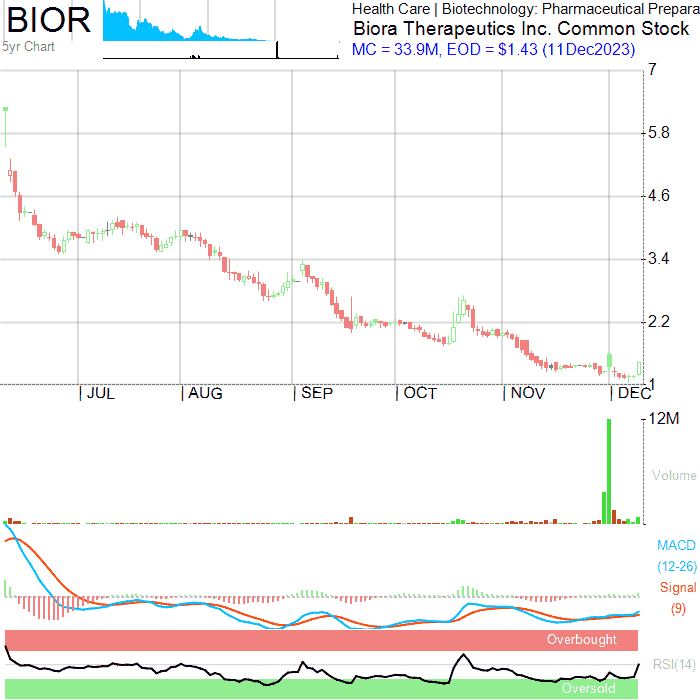 BIOR
5yr Chart
Health Care | Biotechnology: Pharmaceutical Prepara
Biora Therapeutics Inc. Common Stock
MC = 33.9M, EOD = $1.43 (11Dec2023)
7
5.8
4.6
3.4
2.2
1
| JUL | AUG | SEP | OCT | NOV | DEC
12M
Volume
MACD
(12-26)
Signal
(9)
Overbought
RSI(14)
Oversold